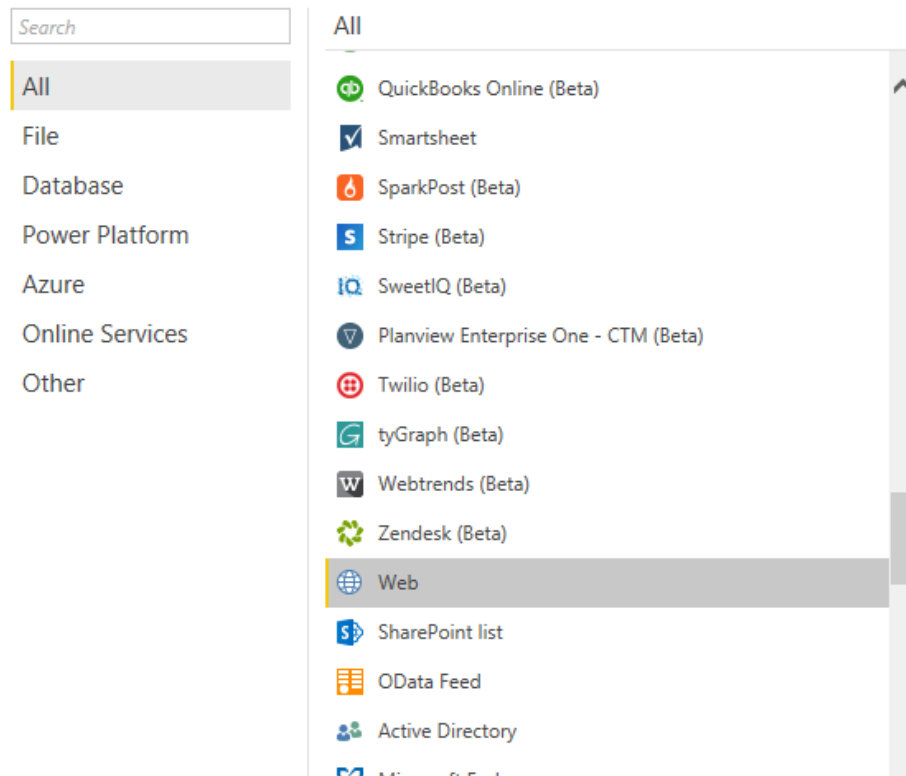 Search
All
File
Database
Power Platform
Azure
Online Services
Other
All
QuickBooks Online (Beta)
Smartsheet
SparkPost (Beta)
Stripe (Beta)
SweetIQ (Beta)
Planview Enterprise One - CTM (Beta)
Twilio (Beta)
tyGraph (Beta)
Webtrends (Beta)
Zendesk (Beta)
Web
SharePoint list
OData Feed
Active Directory